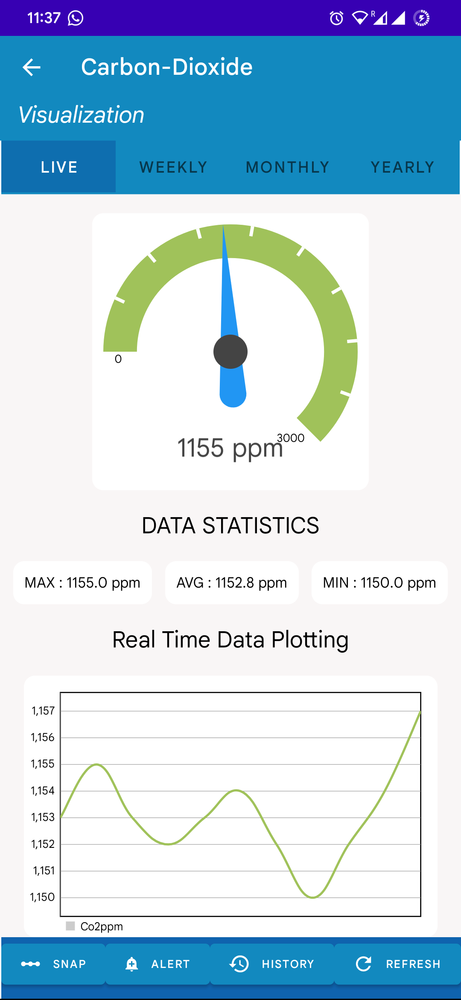 11:37
R
Carbon-Dioxide
Visualization
LIVE WEEKLY MONTHLY YEARLY
0
3000
1155 ppm
DATA STATISTICS
MAX : 1155.0 ppm AVG : 1152.8 ppm MIN : 1150.0 ppm
Real Time Data Plotting
1,157
1,156
1,155
1,154
1,153
1,152
1,151
1,150
Co2ppm
SNAP ALERT HISTORY REFRESH